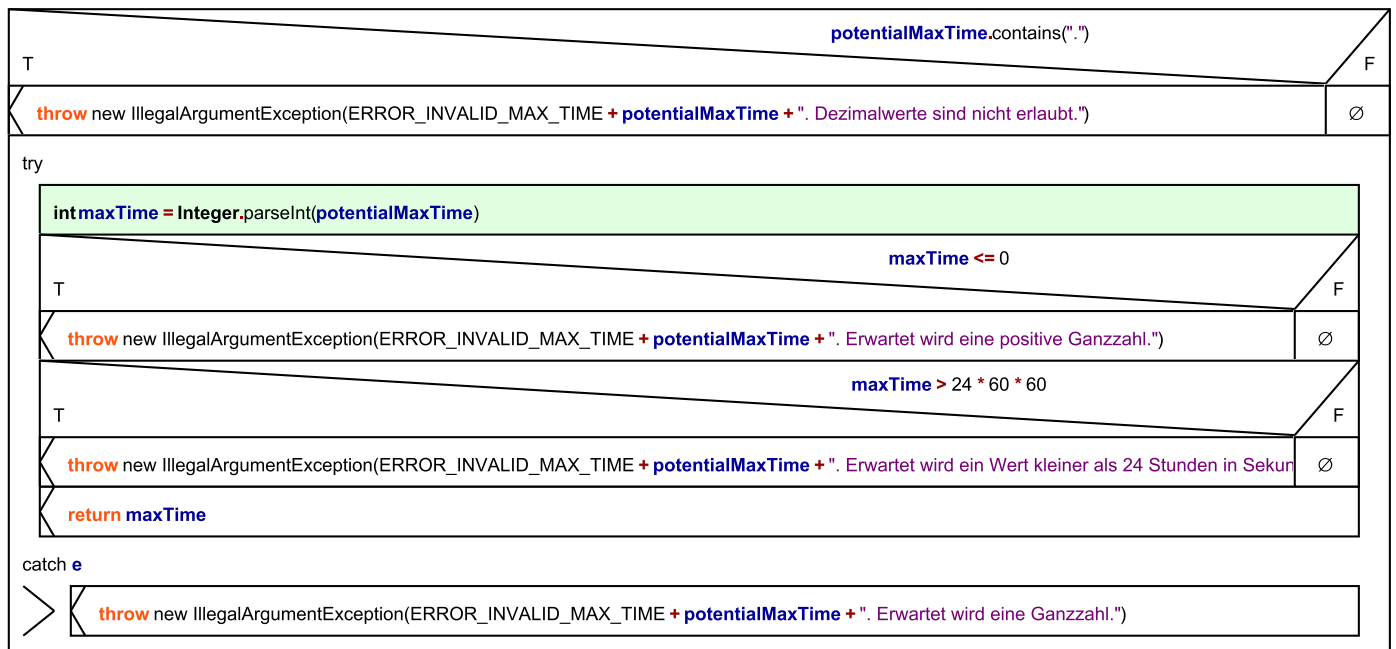 potentialMaxTime.contains(".")
T F
throw new IllegalArgumentException(ERROR_INVALID_MAX_TIME + potentialMaxTime + ". Dezimalwerte sind nicht erlaubt.") ∅
try
int maxTime = Integer.parseInt(potentialMaxTime)
maxTime <= 0
T F
throw new IllegalArgumentException(ERROR_INVALID_MAX_TIME + potentialMaxTime + ". Erwartet wird eine positive Ganzzahl.") ∅
maxTime > 24 * 60 * 60
T F
throw new IllegalArgumentException(ERROR_INVALID_MAX_TIME + potentialMaxTime + ". Erwartet wird ein Wert kleiner als 24 Stunden in Sekun ∅
return maxTime
catch e
throw new IllegalArgumentException(ERROR_INVALID_MAX_TIME + potentialMaxTime + ". Erwartet wird eine Ganzzahl.")